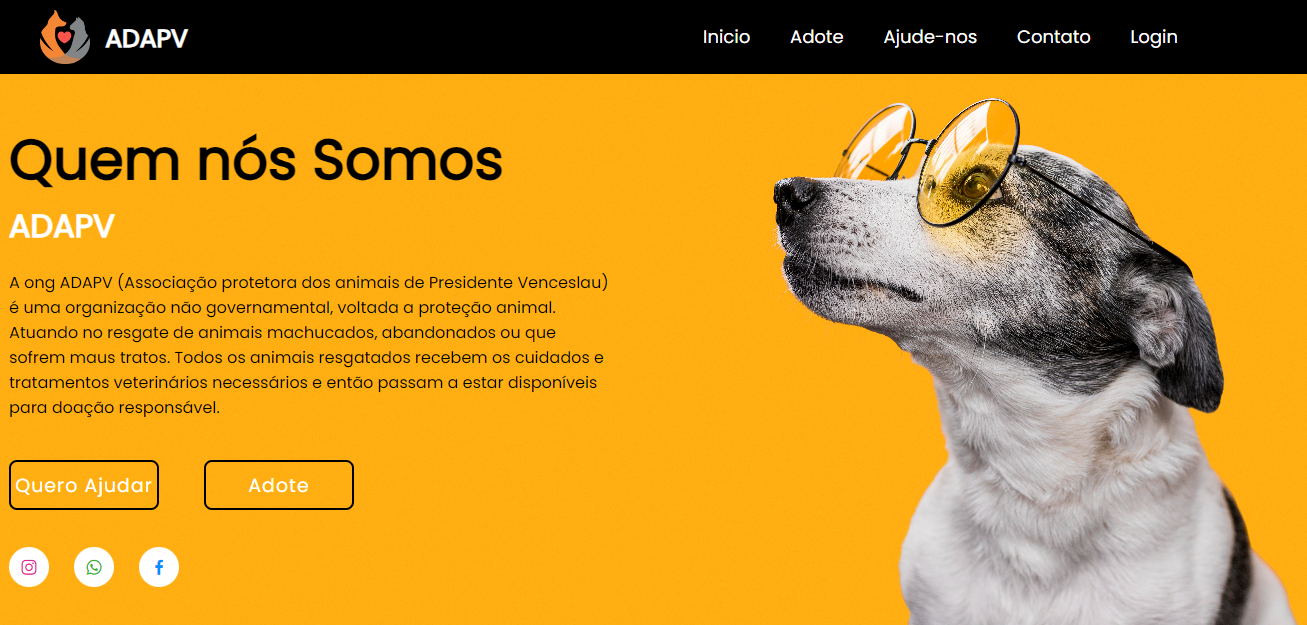 ADAPV
Inicio
Adote
Ajude-nos
Contato
Login
Quem nós Somos
ADAPV
A ong ADAPV (Associação protetora dos animais de Presidente Venceslau)
é uma organização não governamental, voltada a proteção animal.
Atuando no resgate de animais machucados, abandonados ou que
sofrem maus tratos. Todos os animais resgatados recebem os cuidados e
tratamentos veterinários necessários e então passam a estar disponíveis
para doação responsável.
Quero Ajudar
Adote